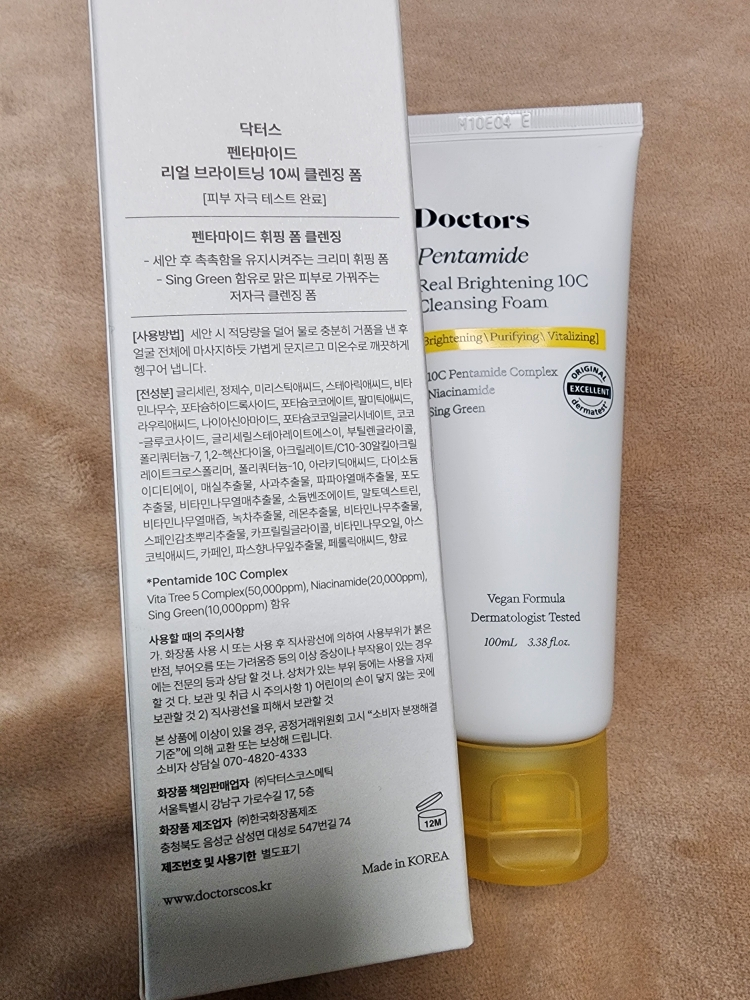 닥터스
펜타마이드
리얼 브라이트닝 10씨 클렌징 폼
[피부 자극 테스트 완료]
펜타마이드 휘핑 폼 클렌징
- 세안 후 촉촉함을 유지시켜주는 크리미 휘핑 폼
- Sing Green 함유로 맑은 피부로 가꿔주는
저자극 클렌징 폼
[사용방법] 세안 시 적당량을 덜어 물로 충분히 거품을 낸 후
얼굴 전체에 마사지하듯 가볍게 문지르고 미온수로 깨끗하게
헹구어 냅니다.
[전성분] 글리세린, 정제수, 미리스틱애씨드, 스테아릭애씨드, 비타
민나무수, 포타슘하이드록사이드, 포타슘코코에이트, 팔미틱애씨드,
라우릭애씨드, 나이아신아마이드, 포타슘코코일글리시네이트, 코코
-글루코사이드, 글리세릴스테아레이트에스이, 부틸렌글라이콜,
폴리쿼터늄-7, 1,2-헥산다이올, 아크릴레이트/C10-30알킬아크릴
레이트크로스폴리머, 폴리쿼터늄-10, 아라키딕애씨드, 다이소듐
이디티에이, 매실추출물, 사과추출물, 파파야열매추출물, 포도
추출물, 비타민나무열매추출물, 소듐벤조에이트, 말토덱스트린,
비타민나무열매즙, 녹차추출물, 레몬추출물, 비타민나무추출물,
스페인감초뿌리추출물, 카프릴릴글라이콜, 비타민나무오일, 아스
코빅애씨드, 카페인, 파스향나무잎추출물, 페룰릭애씨드, 향료
*Pentamide 10C Complex
Vita Tree 5 Complex(50,000ppm), Niacinamide(20,000ppm),
Sing Green(10,000ppm) 함유
사용할 때의 주의사항
가. 화장품 사용 시 또는 사용 후 직사광선에 의하여 사용부위가 붉은
반점, 부어오름 또는 가려움증 등의 이상 증상이나 부작용이 있는 경우
에는 전문의 등과 상담 할 것 나. 상처가 있는 부위 등에는 사용을 자제
할 것 다. 보관 및 취급 시 주의사항 1) 어린이의 손이 닿지 않는 곳에
보관할 것 2) 직사광선을 피해서 보관할 것
본 상품에 이상이 있을 경우, 공정거래위원회 고시 “소비자 분쟁해결
기준”에 의해 교환 또는 보상해 드립니다.
소비자 상담실 070-4820-4333
화장품 책임판매업자 ㈜닥터스코스메틱
서울특별시 강남구 가로수길 17, 5층
화장품 제조업자 ㈜한국화장품제조
충청북도 음성군 삼성면 대성로 547번길 74
제조번호 및 사용기한 별도표기
www.doctorscos.kr
12M
Made in KOREA
H10E04 E
Doctors
Pentamide
Real Brightening 10C
Cleansing Foam
Brightening\Purifying\Vitalizing]
10C Pentamide Complex
Niacinamide
Sing Green
ORIGINAL
EXCELLENT
dermatest
Vegan Formula
Dermatologist Tested
100mL 3.38 fl.oz.